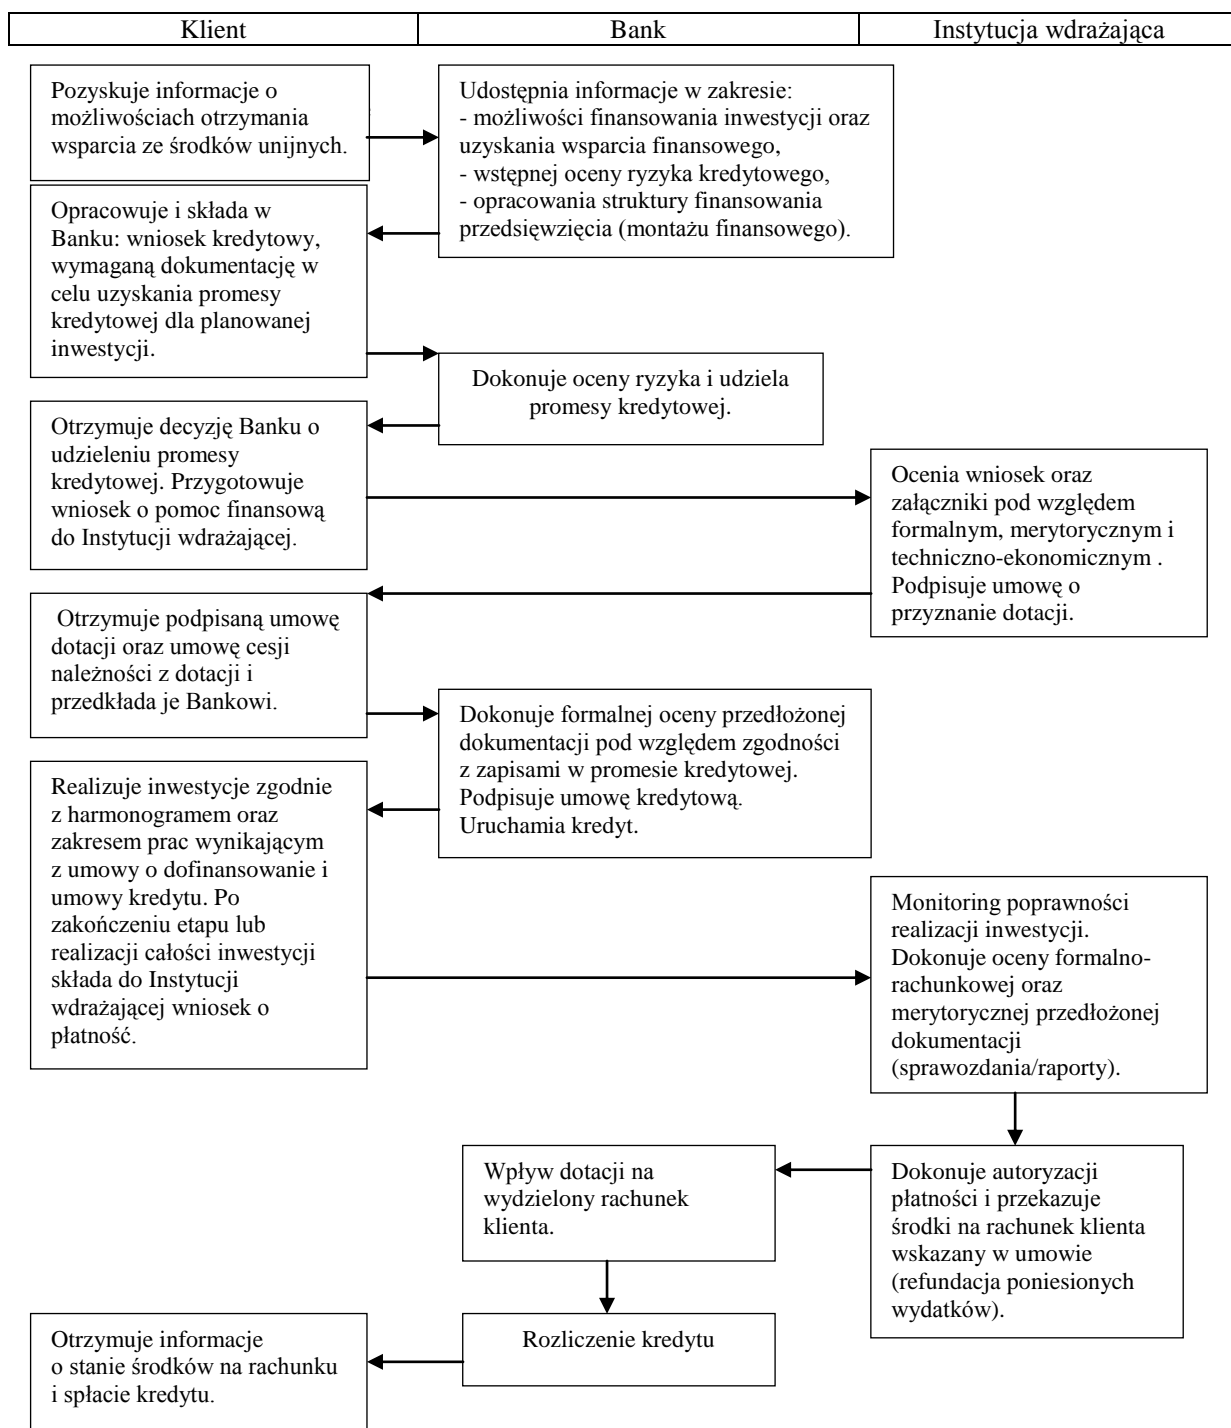 Klient
Bank
Instytucja wdrażająca
Pozyskuje informacje o
możliwościach otrzymania
wsparcia ze środków unijnych.
Udostępnia informacje w zakresie:
- możliwości finansowania inwestycji oraz
uzyskania wsparcia finansowego,
- wstępnej oceny ryzyka kredytowego,
- opracowania struktury finansowania
przedsięwzięcia (montażu finansowego).
Opracowuje i składa w
Banku: wniosek kredytowy,
wymaganą dokumentację w
celu uzyskania promesy
kredytowej dla planowanej
inwestycji.
Dokonuje oceny ryzyka i udziela
promesy kredytowej.
Otrzymuje decyzję Banku o
udzieleniu promesy
kredytowej. Przygotowuje
wniosek o pomoc finansową
do Instytucji wdrażającej.
Ocenia wniosek oraz
załączniki pod względem
formalnym, merytorycznym i
techniczno-ekonomicznym .
Podpisuje umowę o
przyznanie dotacji.
Otrzymuje podpisaną umowę
dotacji oraz umowę cesji
należności z dotacji i
przedkłada je Bankowi.
Dokonuje formalnej oceny przedłożonej
dokumentacji pod względem zgodności
z zapisami w promesie kredytowej.
Podpisuje umowę kredytową.
Uruchamia kredyt.
Realizuje inwestycje zgodnie
z harmonogramem oraz
zakresem prac wynikającym
z umowy o dofinansowanie i
umowy kredytu. Po
zakończeniu etapu lub
realizacji całości inwestycji
składa do Instytucji
wdrażającej wniosek o
płatność.
Monitoring poprawności
realizacji inwestycji.
Dokonuje oceny formalno-
rachunkowej oraz
merytorycznej przedłożonej
dokumentacji
(sprawozdania/raporty).
Wpływ dotacji na
wydzielony rachunek
klienta.
Dokonuje autoryzacji
płatności i przekazuje
środki na rachunek klienta
wskazany w umowie
(refundacja poniesionych
wydatków).
Rozliczenie kredytu
Otrzymuje informacje
o stanie środków na rachunku
i spłacie kredytu.